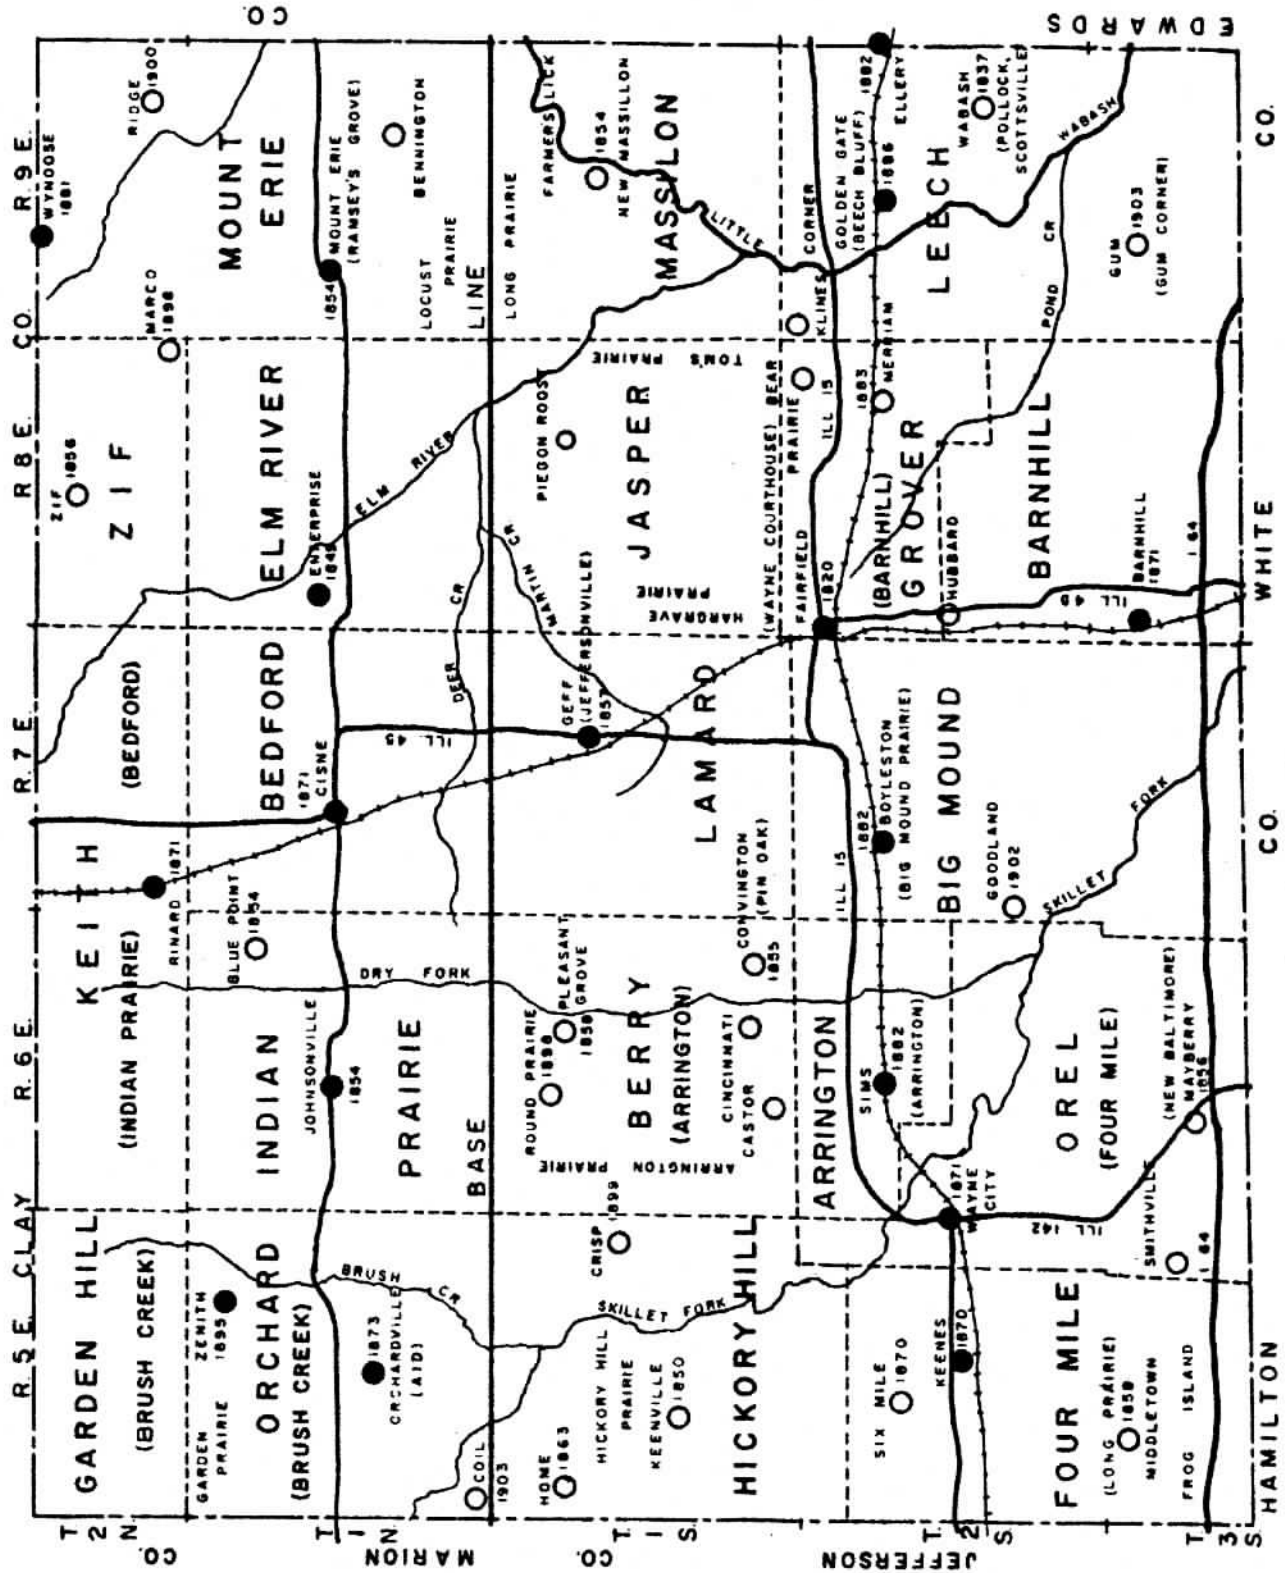 R. 5 E.
CLAY
R. 6 E.
R. 7 E.
R 8 E.
CO.
R. 9 E.
CO.
EDWARDS
CO.
WHITE
CO.
HAMILTON
JEFFERSON
CO.
MARION
CO.
T 2 N
T 1 N.
T. 1 S.
T. 2 S
T 3 S.
GARDEN HILL
(BRUSH CREEK)
GARDEN
PRAIRIE
ZENITH
1895
ORCHARD
(BRUSH CREEK)
1873
ORCHARDVILLE
(AID)
BRUSH
CR
COIL
1903
KEITH
(INDIAN PRAIRIE)
RINARD
1871
BLUE POINT
1854
INDIAN
PRAIRIE
JOHNSONVILLE
1854
DRY FORK
BASE
LINE
(BEDFORD)
BEDFORD
1871
CISNE
ILL 45
DEER CR
MARTIN CR
ZIF
1856
ZIF
ELM RIVER
ENTERPRISE
1849
ELM RIVER
MARCO
1898
WYNOOSE
1881
RIDGE
1900
MOUNT
ERIE
1854
MOUNT ERIE
(RAMSEY'S GROVE)
BENNINGTON
LOCUST
PRAIRIE
LONG PRAIRIE
HOME
1863
HICKORY HILL
PRAIRIE
KEENVILLE
1850
CRISP
1899
SKILLET FORK
HICKORY HILL
ARRINGTON
PRAIRIE
ROUND PRAIRIE
1898
PLEASANT
GROVE
1858
BERRY
(ARRINGTON)
CINCINNATI
CASTOR
CONVINGTON
(PIN OAK)
1855
GEFF
(JEFFERSONVILLE)
1857
LAMARD
PIEGON ROOST
JASPER
HARGRAVE
PRAIRIE
TOM'S
PRAIRIE
FARMER'S LICK
1854
NEW MASSILLON
MASSILON
LITTLE
WABASH
(WAYNE COURTHOUSE)
FAIRFIELD
1820
BEAR
PRAIRIE
KLINES
CORNER
ILL 15
ILL 15
ARRINGTON
SIMS
1882
(ARRINGTON)
1882
BOYLESTON
(BIG MOUND PRAIRIE)
BIG MOUND
GOODLAND
1902
SKILLET
FORK
(BARNHILL)
GROVER
1883
MERRIAM
HUBBARD
BARNHILL
BARNHILL
1871
ILL 45
I 64
GOLDEN GATE
(BEECH BLUFF)
1886
1882
ELLERY
LEECH
WABASH
1837
(POLLOCK,
SCOTTSVILLE)
POND CR
GUM
1903
(GUM CORNER)
SIX MILE
1870
KEENES
1870
1871
WAYNE
CITY
ILL 142
FOUR MILE
(LONG PRAIRIE)
1858
MIDDLETOWN
FROG ISLAND
SMITHVILLE
I 64
OREL
(FOUR MILE)
(NEW BALTIMORE)
MAYBERRY
1856